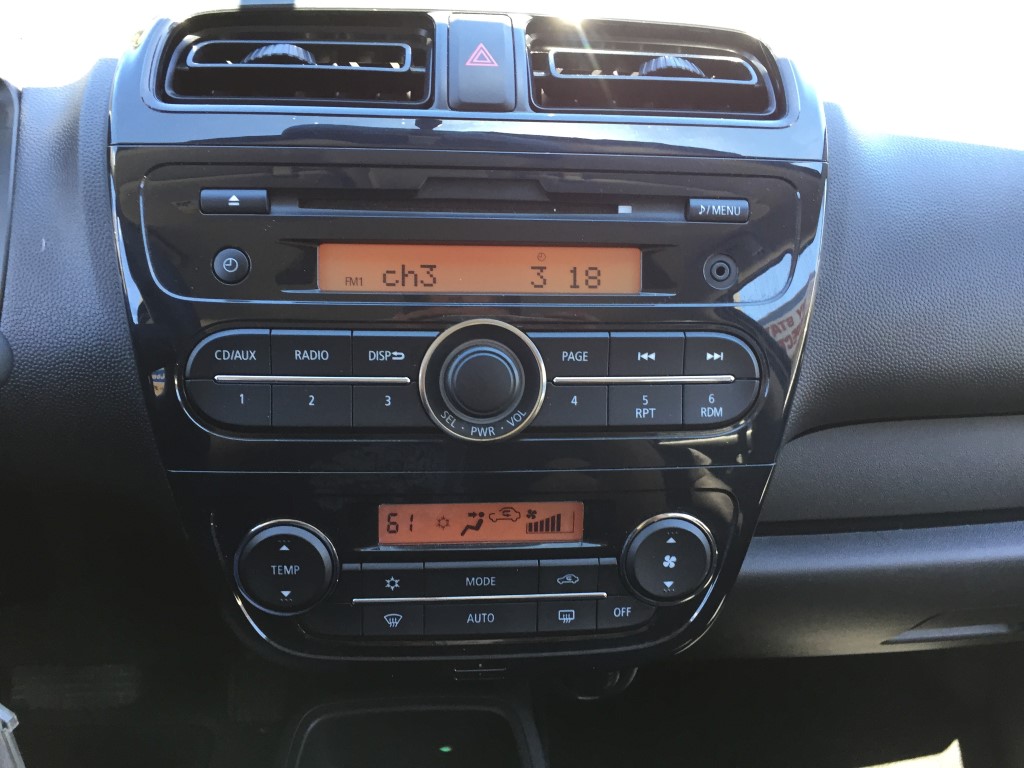 ♪/MENU
FM1 ch3 3 18
CD/AUX RADIO DISP PAGE
1 2 3 4 5 6
RPT RDM
SEL · PWR · VOL
61
TEMP MODE
AUTO OFF